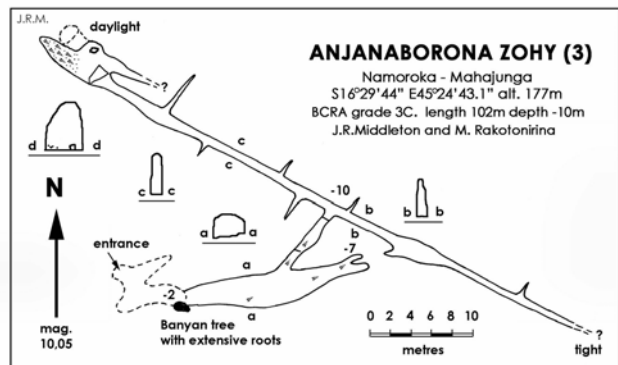 J.R.M.
daylight
ANJANABORONA ZOHY (3)
Namoroka - Mahajunga
S16°29'44" E45°24'43.1" alt. 177m
BCRA grade 3C. length 102m depth -10m
J.R.Middleton and M. Rakotonirina
?
d a d
c
c
c c
-10
b
b
b b
N
a a
-7
entrance
a
-2
a
Banyan tree
with extensive roots
mag.
10,05
0 2 4 6 8 10
metres
?
tight